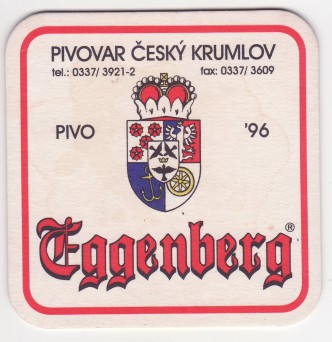 PIVOVAR ČESKÝ KRUMLOV
tel.: 0337/ 3921-2 fax: 0337/ 3609
PIVO '96
Eggenberg ®